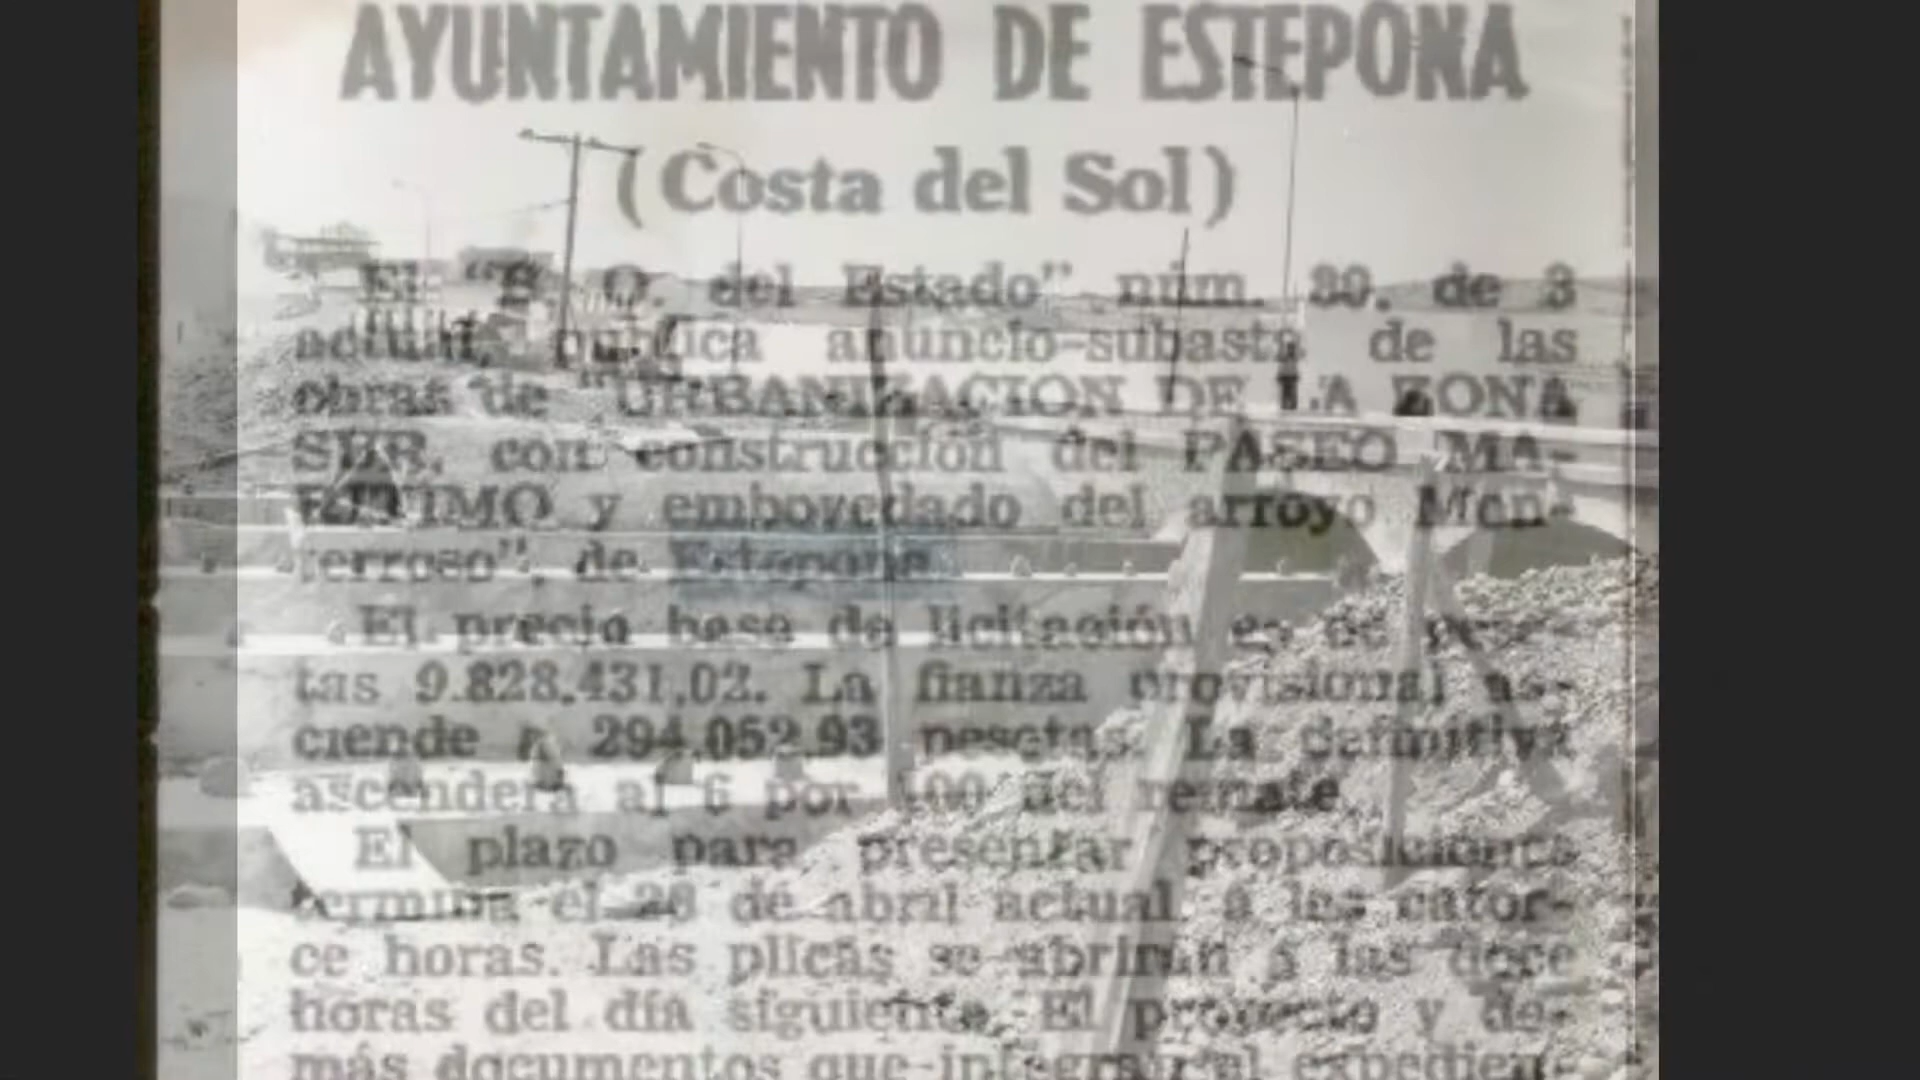 AYUNTAMIENTO DE ESTEPONA
(Costa del Sol)
El "B. O. del Estado" núm. 80, de 3
actual, publica anuncio-subasta de las
obras de "URBANIZACION DE LA ZONA
SUR, con construcción del PASEO MA-
RITIMO y embovedado del arroyo Mon-
terroso", de Estepona.
El precio base de licitación es de pese-
tas 9.828.431,02. La fianza provisional as-
ciende a 294.052,93 pesetas. La definitiva
ascenderá al 6 por 100 del remate.
El plazo para presentar proposiciones
termina el 28 de abril actual, a las cator-
ce horas. Las plicas se abrirán a las doce
horas del día siguiente. El proyecto y de-
más documentos que integran el expedien-